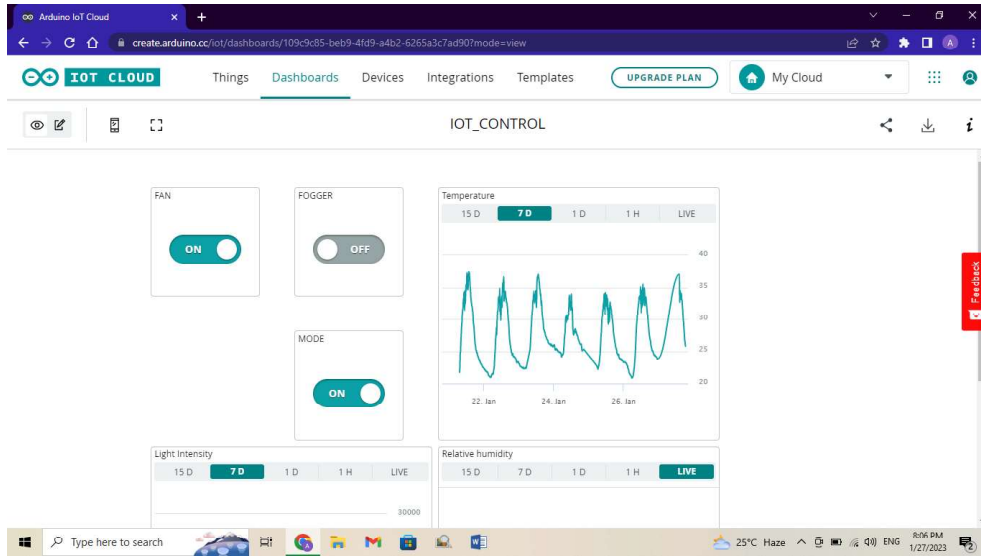 Arduino IoT Cloud
create.arduino.cc/iot/dashboards/109c9c85-beb9-4fd9-a4b2-6265a3c7ad90?mode=view
A
IOT CLOUD
Things Dashboards Devices Integrations Templates UPGRADE PLAN My Cloud
IOT_CONTROL
FAN
ON
FOGGER
OFF
MODE
ON
Temperature
15 D 7 D 1 D 1 H LIVE
40
35
30
25
20
22. Jan 24. Jan 26. Jan
Light Intensity
15 D 7 D 1 D 1 H LIVE
30000
Relative humidity
15 D 7 D 1 D 1 H LIVE
Feedback
Type here to search
25°C Haze ENG
8:06 PM
1/27/2023
2